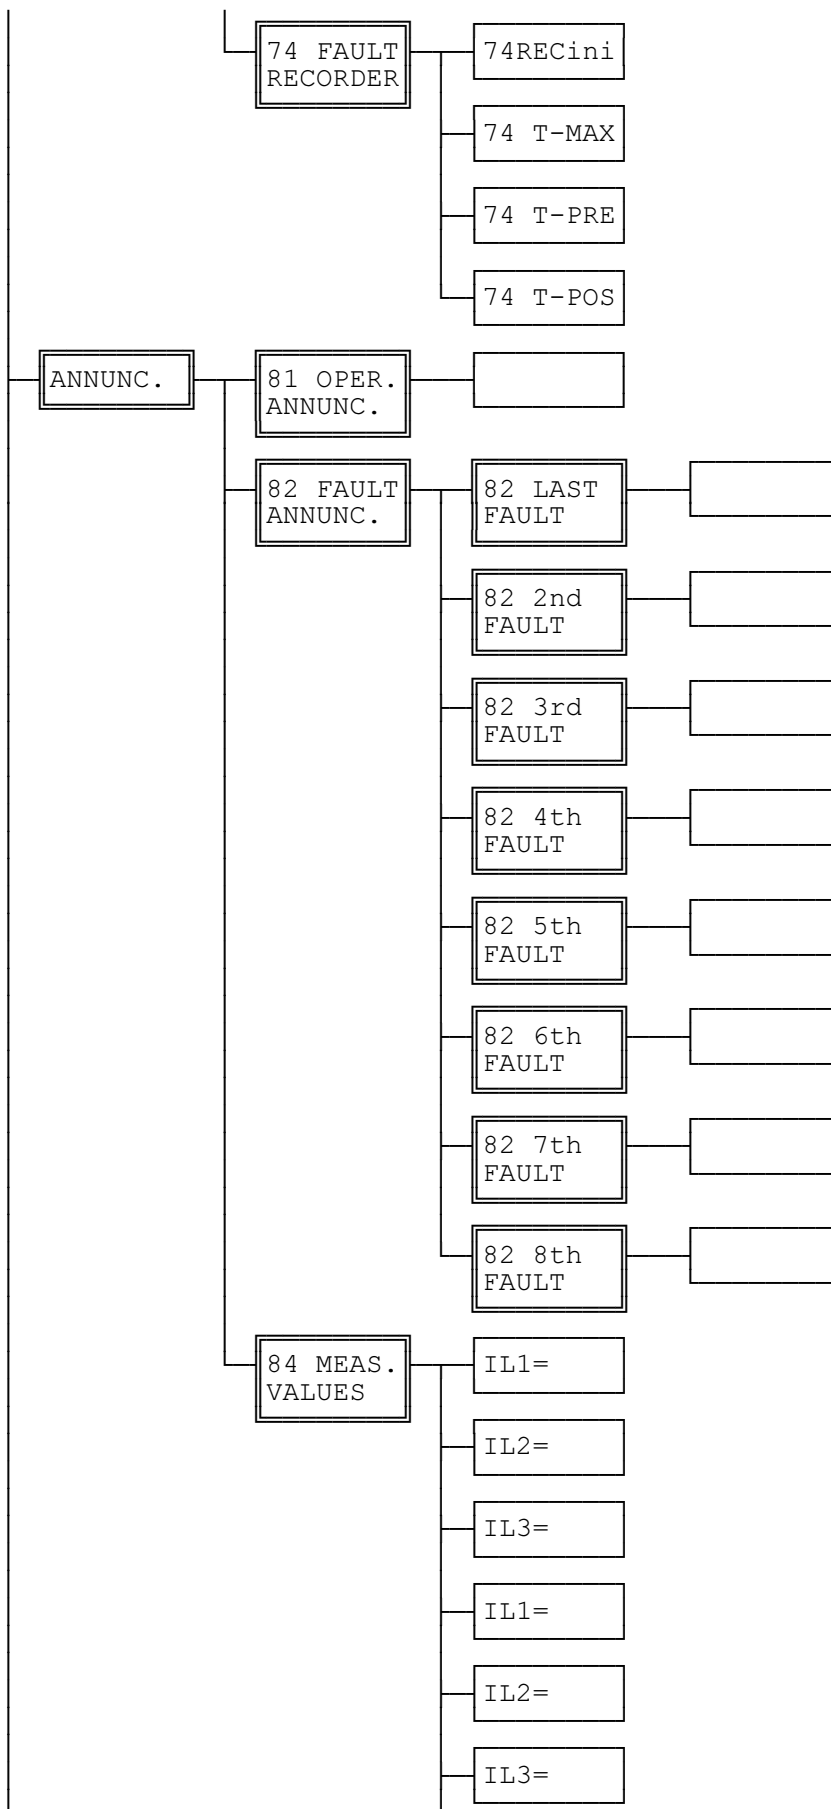 74 FAULT
RECORDER
74RECini
74 T-MAX
74 T-PRE
74 T-POS
ANNUNC.
81 OPER.
ANNUNC.
82 FAULT
ANNUNC.
82 LAST
FAULT
82 2nd
FAULT
82 3rd
FAULT
82 4th
FAULT
82 5th
FAULT
82 6th
FAULT
82 7th
FAULT
82 8th
FAULT
84 MEAS.
VALUES
IL1=
IL2=
IL3=
IL1=
IL2=
IL3=